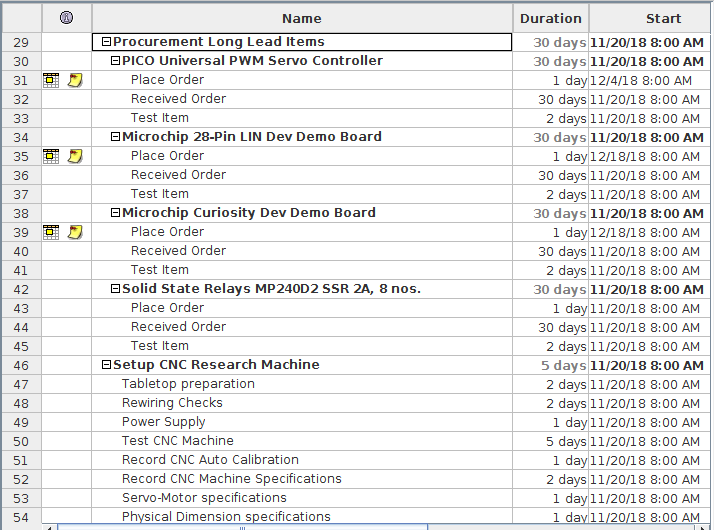 Name Duration Start
29 Procurement Long Lead Items 30 days 11/20/18 8:00 AM
30 PICO Universal PWM Servo Controller 30 days 11/20/18 8:00 AM
31 Place Order 1 day 12/4/18 8:00 AM
32 Received Order 30 days 11/20/18 8:00 AM
33 Test Item 2 days 11/20/18 8:00 AM
34 Microchip 28-Pin LIN Dev Demo Board 30 days 11/20/18 8:00 AM
35 Place Order 1 day 12/18/18 8:00 AM
36 Received Order 30 days 11/20/18 8:00 AM
37 Test Item 2 days 11/20/18 8:00 AM
38 Microchip Curiosity Dev Demo Board 30 days 11/20/18 8:00 AM
39 Place Order 1 day 12/18/18 8:00 AM
40 Received Order 30 days 11/20/18 8:00 AM
41 Test Item 2 days 11/20/18 8:00 AM
42 Solid State Relays MP240D2 SSR 2A, 8 nos. 30 days 11/20/18 8:00 AM
43 Place Order 1 day 11/20/18 8:00 AM
44 Received Order 30 days 11/20/18 8:00 AM
45 Test Item 2 days 11/20/18 8:00 AM
46 Setup CNC Research Machine 5 days 11/20/18 8:00 AM
47 Tabletop preparation 2 days 11/20/18 8:00 AM
48 Rewiring Checks 2 days 11/20/18 8:00 AM
49 Power Supply 1 day 11/20/18 8:00 AM
50 Test CNC Machine 5 days 11/20/18 8:00 AM
51 Record CNC Auto Calibration 1 day 11/20/18 8:00 AM
52 Record CNC Machine Specifications 2 days 11/20/18 8:00 AM
53 Servo-Motor specifications 1 day 11/20/18 8:00 AM
54 Physical Dimension specifications 1 day 11/20/18 8:00 AM